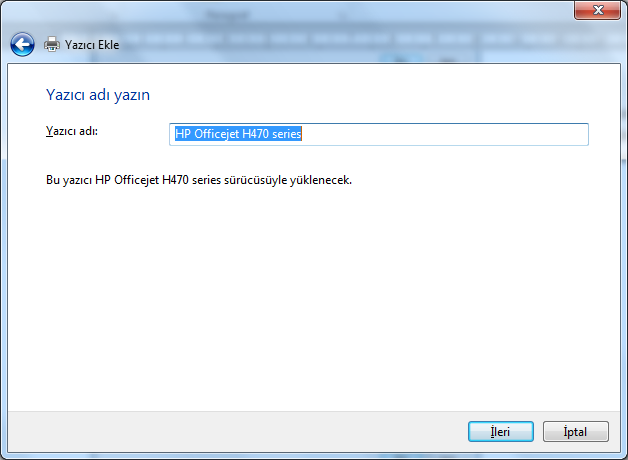 Yazıcı Ekle
Yazıcı adı yazın
Yazıcı adı:
HP Officejet H470 series
Bu yazıcı HP Officejet H470 series sürücüsüyle yüklenecek.
İleri
İptal